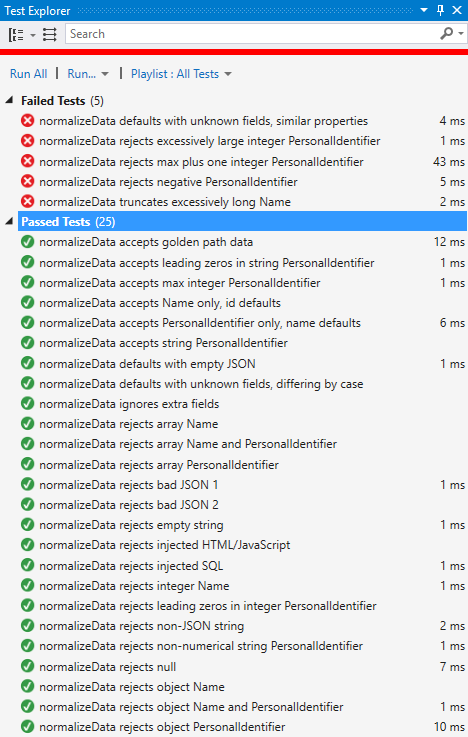 Test Explorer
Search
Run All | Run... | Playlist : All Tests
Failed Tests (5)
normalizeData defaults with unknown fields, similar properties 4 ms
normalizeData rejects excessively large integer PersonalIdentifier 1 ms
normalizeData rejects max plus one integer PersonalIdentifier 43 ms
normalizeData rejects negative PersonalIdentifier 5 ms
normalizeData truncates excessively long Name 2 ms
Passed Tests (25)
normalizeData accepts golden path data 12 ms
normalizeData accepts leading zeros in string PersonalIdentifier 1 ms
normalizeData accepts max integer PersonalIdentifier 1 ms
normalizeData accepts Name only, id defaults
normalizeData accepts PersonalIdentifier only, name defaults 6 ms
normalizeData accepts string PersonalIdentifier
normalizeData defaults with empty JSON 1 ms
normalizeData defaults with unknown fields, differing by case
normalizeData ignores extra fields
normalizeData rejects array Name
normalizeData rejects array Name and PersonalIdentifier
normalizeData rejects array PersonalIdentifier
normalizeData rejects bad JSON 1 1 ms
normalizeData rejects bad JSON 2
normalizeData rejects empty string 1 ms
normalizeData rejects injected HTML/JavaScript
normalizeData rejects injected SQL 1 ms
normalizeData rejects integer Name 1 ms
normalizeData rejects leading zeros in integer PersonalIdentifier
normalizeData rejects non-JSON string 2 ms
normalizeData rejects non-numerical string PersonalIdentifier 1 ms
normalizeData rejects null 7 ms
normalizeData rejects object Name
normalizeData rejects object Name and PersonalIdentifier 1 ms
normalizeData rejects object PersonalIdentifier 10 ms